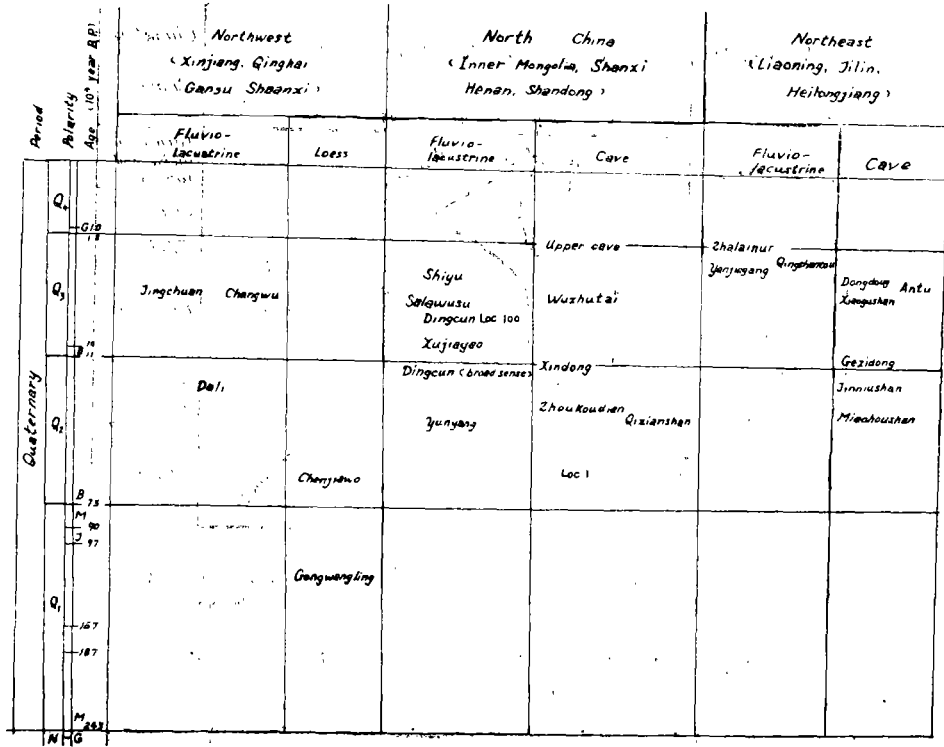 Period
Polarity
Age (10⁴ year B.P.)
Northwest
(Xinjiang, Qinghai
Gansu Shaanxi)
North China
(Inner Mongolia, Shanxi
Henan, Shandong)
Northeast
(Liaoning, Jilin,
Heilongjiang)
Fluvio-
lacustrine
Loess
Fluvio-
lacustrine
Cave
Fluvio-
lacustrine
Cave
Quaternary
Q₄
Upper cave
Zhalainur
Q₃
Yanjiagang Qingshantou
Shiyu
Jingchuan Changwu
Salawusu
Dingcun Loc 100
Wuzhutai
Dongdong Antu
Xiaogushan
Xujiayao
11
Dingcun (broad sense)
Xindong
Gezidong
Q₂
Dali
Jinniushan
Yunyang
Zhoukoudian
Qizianshan
Miaohoushan
Chenjiawo
Loc 1
B
73
M
90
J
97
Q₁
Gongwangling
167
187
M
243
N
G